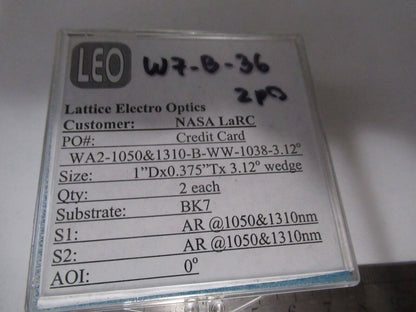 LEO W7-B-36
2pc
Lattice Electro Optics
Customer: NASA LaRC
PO#: Credit Card
WA2-1050&1310-B-WW-1038-3.12°
Size: 1”Dx0.375”Tx 3.12° wedge
Qty: 2 each
Substrate: BK7
S1: AR @1050&1310nm
S2: AR @1050&1310nm
AOI: 0°